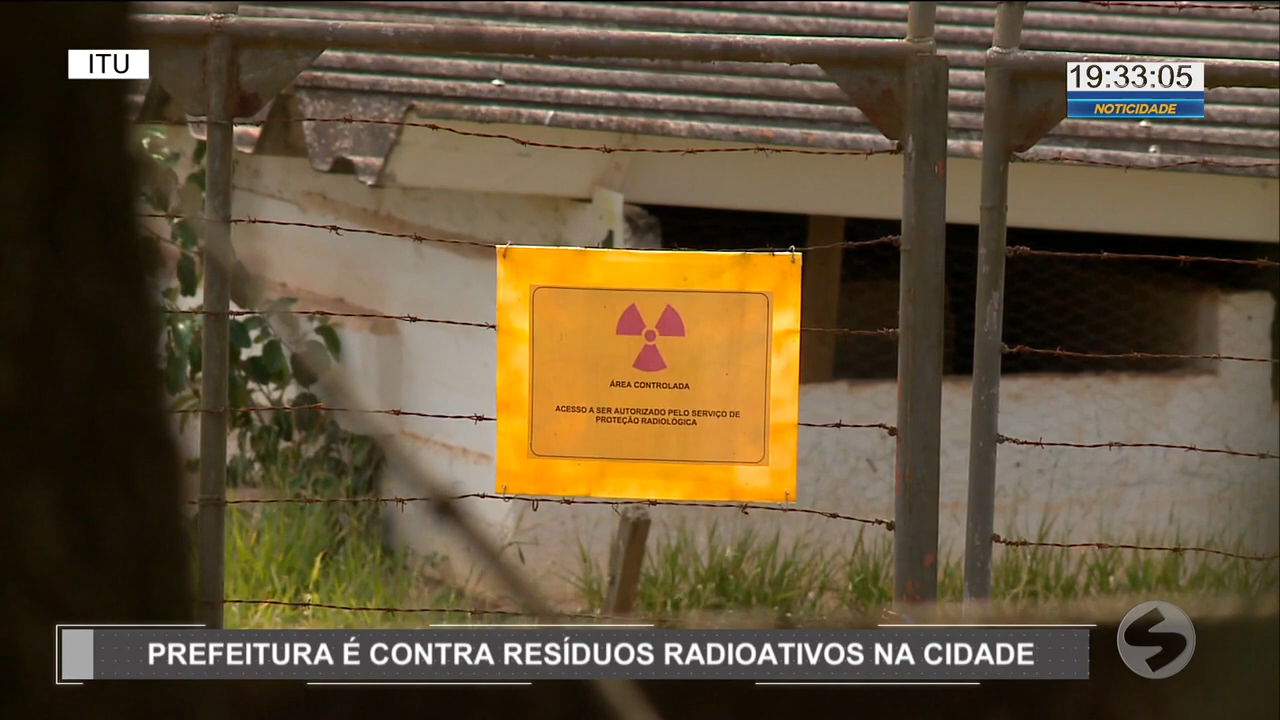 ITU
19:33:05
NOTICIDADE
ÁREA CONTROLADA
ACESSO A SER AUTORIZADO PELO SERVIÇO DE
PROTEÇÃO RADIOLÓGICA
PREFEITURA É CONTRA RESÍDUOS RADIOATIVOS NA CIDADE